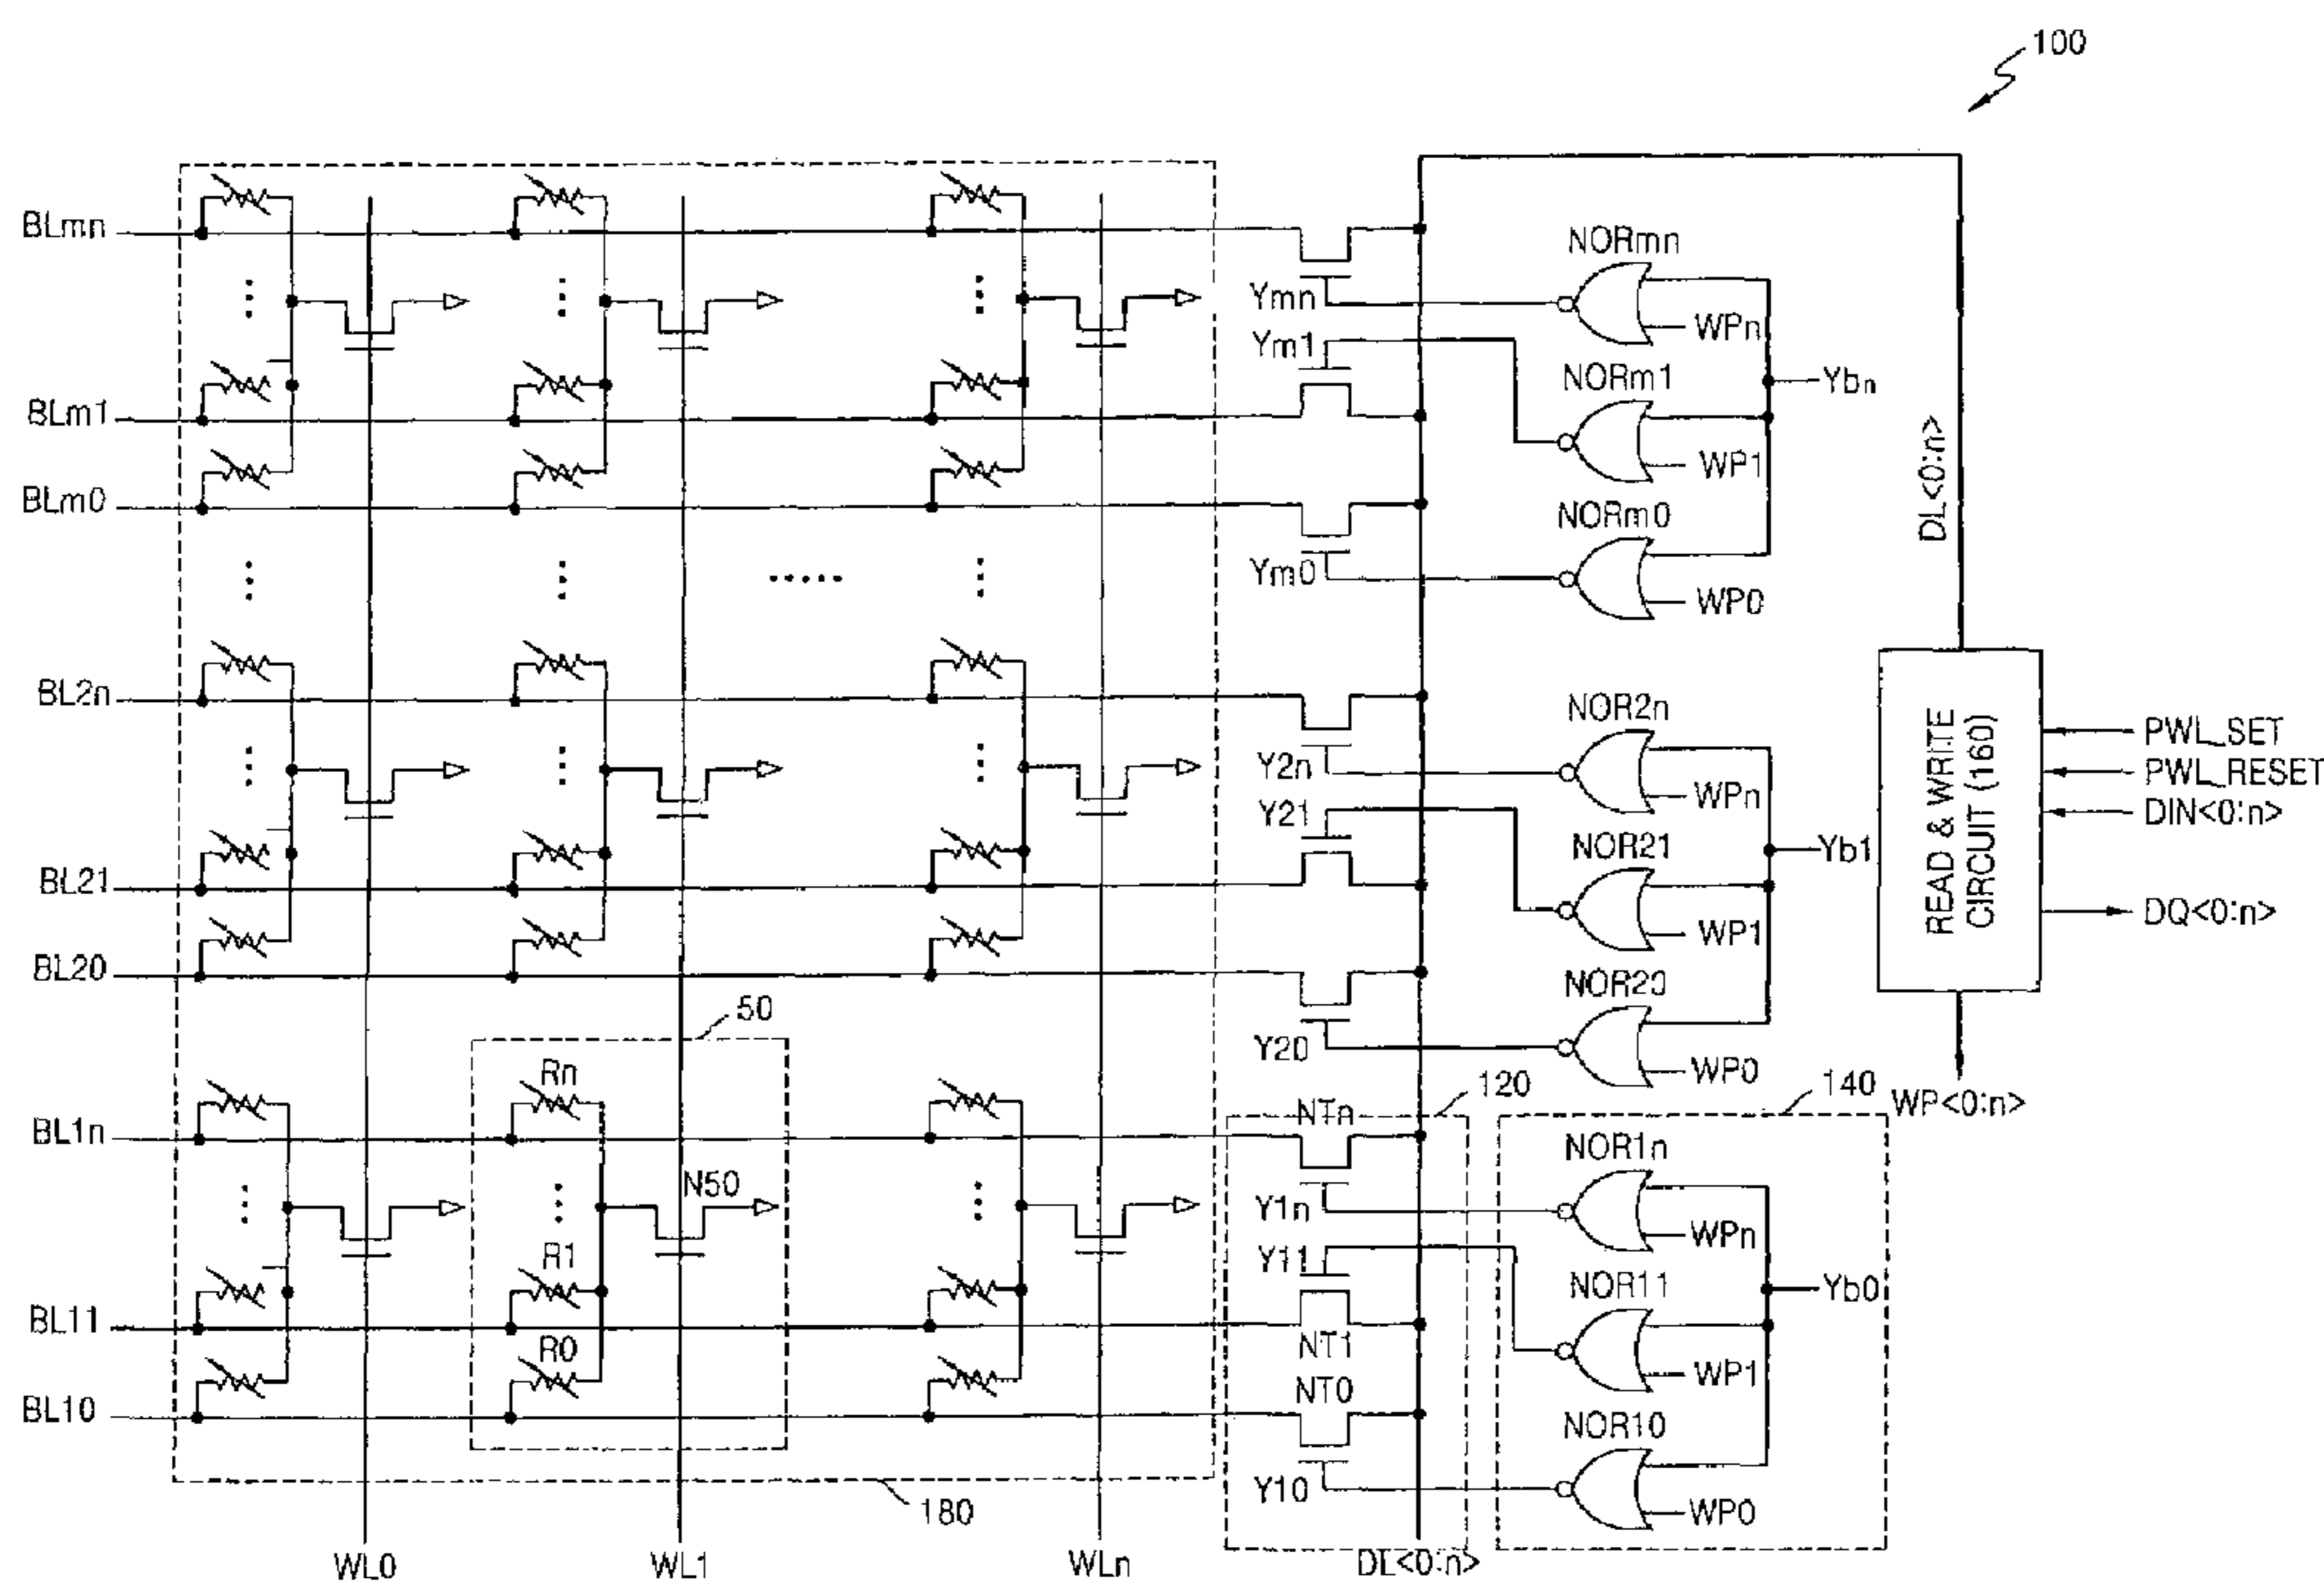 100
BLmn
NORmn
Ymn
WPn
Ym1
NORm1
Ybn
BLm1
WP1
DL<0:n>
BLm0
NORm0
Ym0
WP0
BL2n
NOR2n
READ & WRITE
CIRCUIT (160)
PWL_SET
PWL_RESET
DIN<0:n>
DQ<0:n>
Y2n
WPn
Y21
NOR21
Yb1
BL21
WP1
BL20
NOR20
50
Y20
WP0
120
140
WP<0:n>
Rn
NTn
BL1n
NOR1n
N50
Y1n
WPn
R1
Y11
NOR11
Yb0
BL11
R0
NT1
WP1
NT0
BL10
NOR10
Y10
WP0
180
WL0
WL1
WLn
DL<0:n>